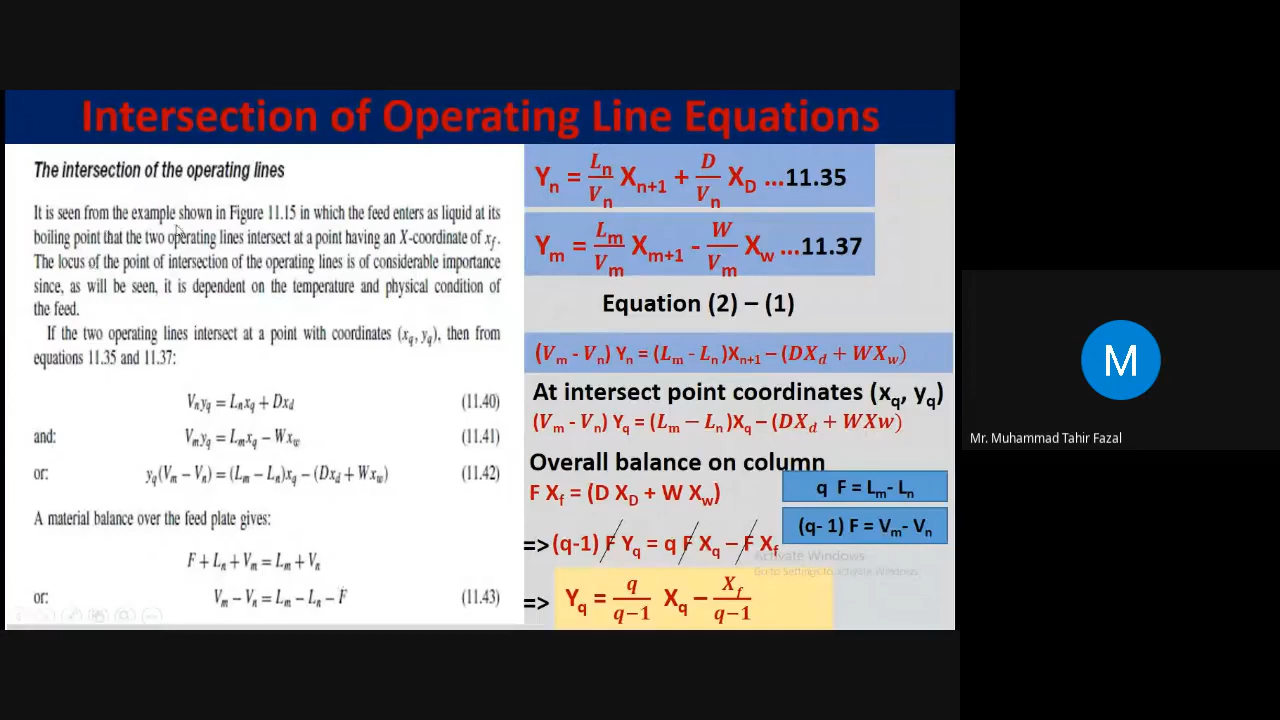 Intersection of Operating Line Equations
The intersection of the operating lines
It is seen from the example shown in Figure 11.15 in which the feed enters as liquid at its
boiling point that the two operating lines intersect at a point having an X-coordinate of x_f.
The locus of the point of intersection of the operating lines is of considerable importance
since, as will be seen, it is dependent on the temperature and physical condition of
the feed.
If the two operating lines intersect at a point with coordinates (x_q, y_q), then from
equations 11.35 and 11.37:
V_n y_q = L_n x_q + Dx_d (11.40)
and: V_m y_q = L_m x_q − Wx_w (11.41)
or: y_q(V_m − V_n) = (L_m − L_n)x_q − (Dx_d + Wx_w) (11.42)
A material balance over the feed plate gives:
F + L_n + V_m = L_m + V_n
or: V_m − V_n = L_m − L_n − F (11.43)
Y_n = L_n/V_n X_n+1 + D/V_n X_D ...11.35
Y_m = L_m/V_m X_m+1 - W/V_m X_w ...11.37
Equation (2) – (1)
(V_m - V_n) Y_n = (L_m - L_n)X_n+1 − (DX_d + WX_w)
At intersect point coordinates (x_q, y_q)
(V_m - V_n) Y_q = (L_m − L_n)X_q − (DX_d + WXw)
Overall balance on column
F X_f = (D X_D + W X_w)
q F = L_m- L_n
(q- 1) F = V_m- V_n
=> (q-1) F Y_q = q F X_q − F X_f
Activate Windows
Go to Settings to activate Windows.
=> Y_q = q/q−1 X_q − X_f/q−1
M
Mr. Muhammad Tahir Fazal